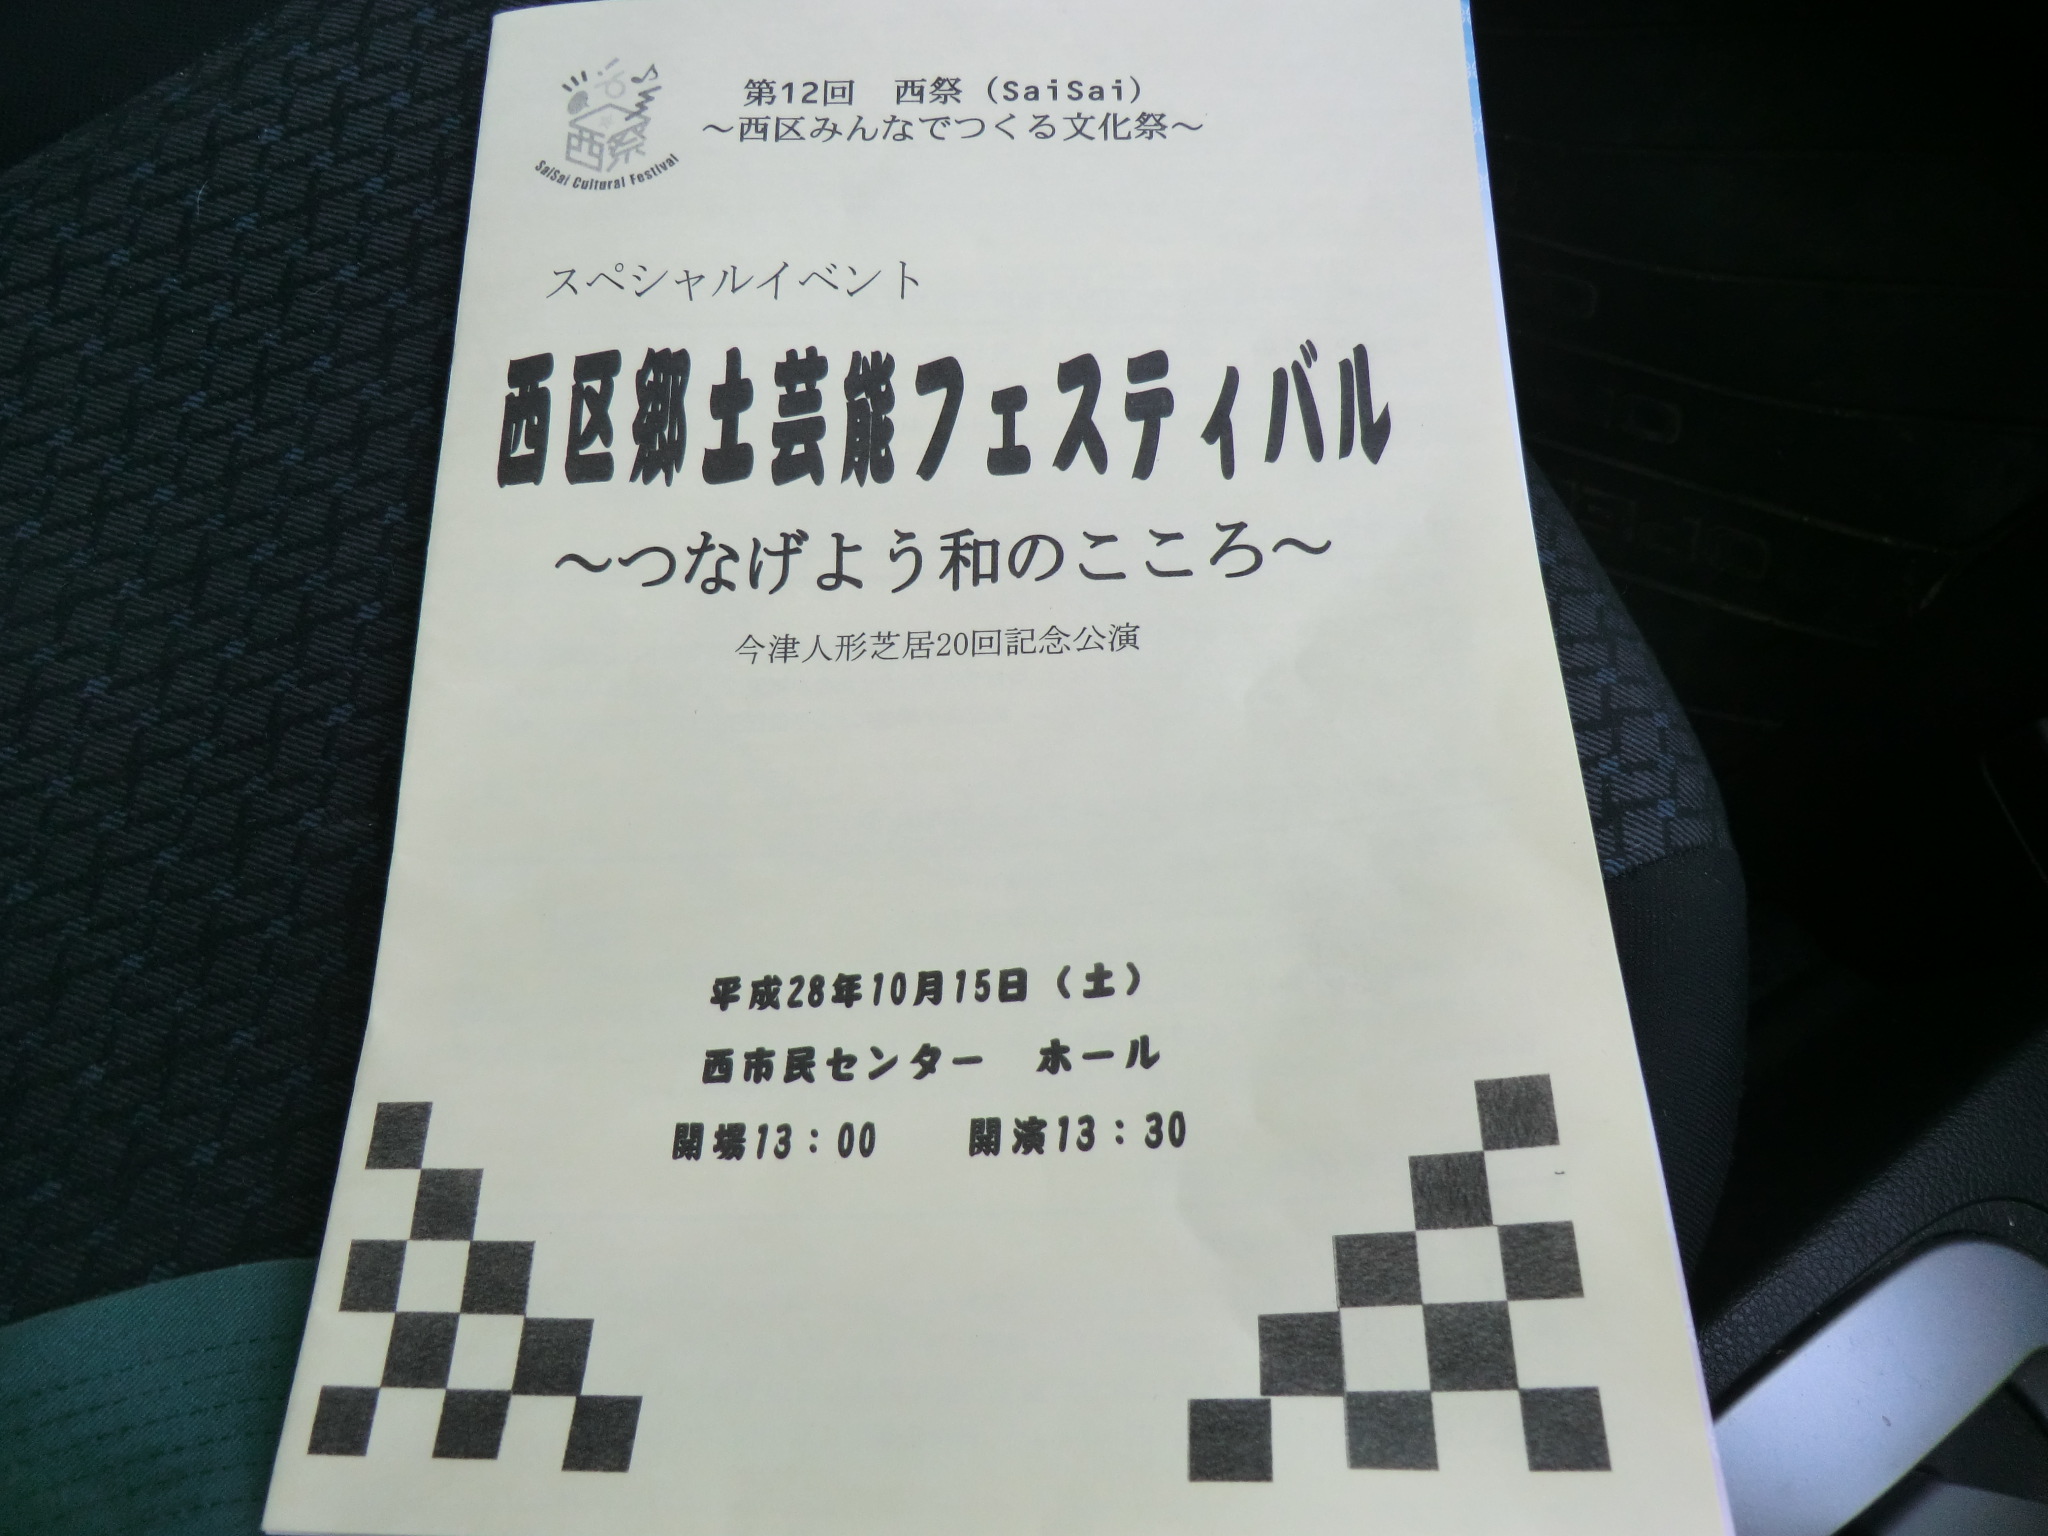 第12回　西祭（SaiSai）
～西区みんなでつくる文化祭～
西祭
SaiSai Cultural Festival
スペシャルイベント
西区郷土芸能フェスティバル
～つなげよう和のこころ～
今津人形芝居20回記念公演
平成28年10月15日（土）
西市民センター　ホール
開場13：00　開演13：30